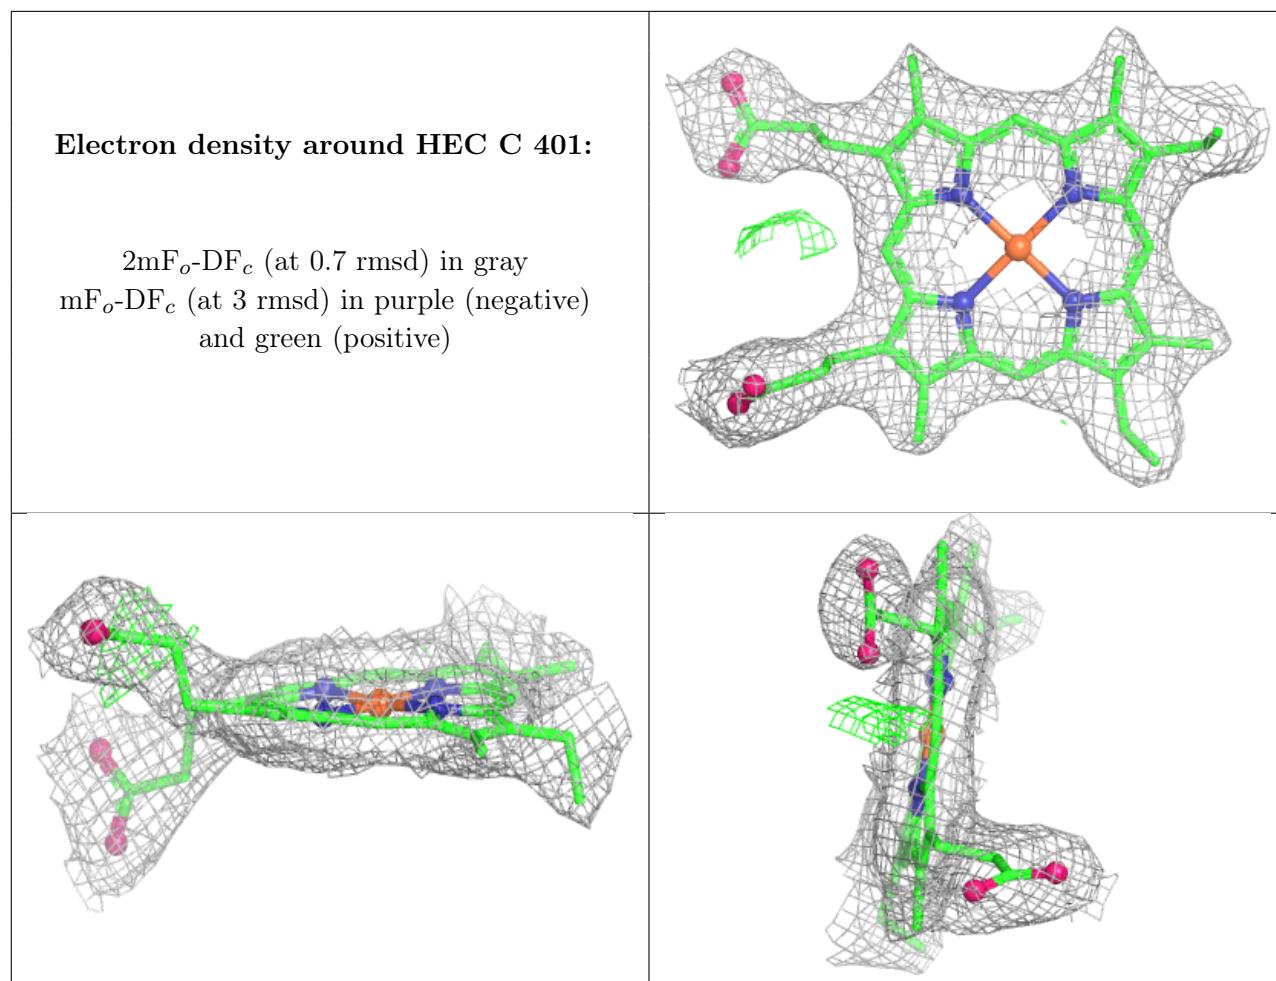 Electron density around HEC C 401:
2mFo-DFc (at 0.7 rmsd) in gray
mFo-DFc (at 3 rmsd) in purple (negative)
and green (positive)